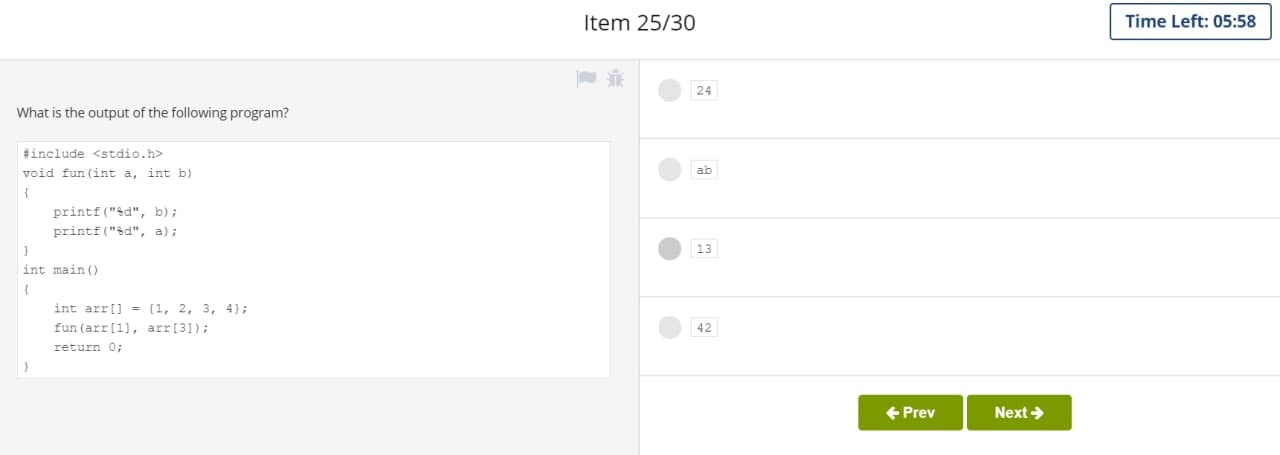 Item 25/30
Time Left: 05:58
What is the output of the following program?
#include <stdio.h>
void fun(int a, int b)
{
    printf("%d", b);
    printf("%d", a);
}
int main()
{
    int arr[] = {1, 2, 3, 4};
    fun(arr[1], arr[3]);
    return 0;
}
24
ab
13
42
Prev
Next